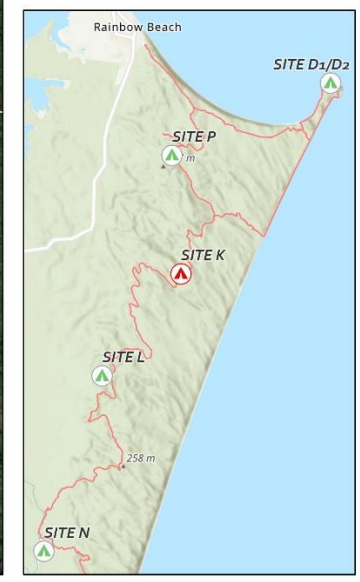 Rainbow Beach
SITE D1/D2
SITE P
m
SITE K
SITE L
258 m
SITE N